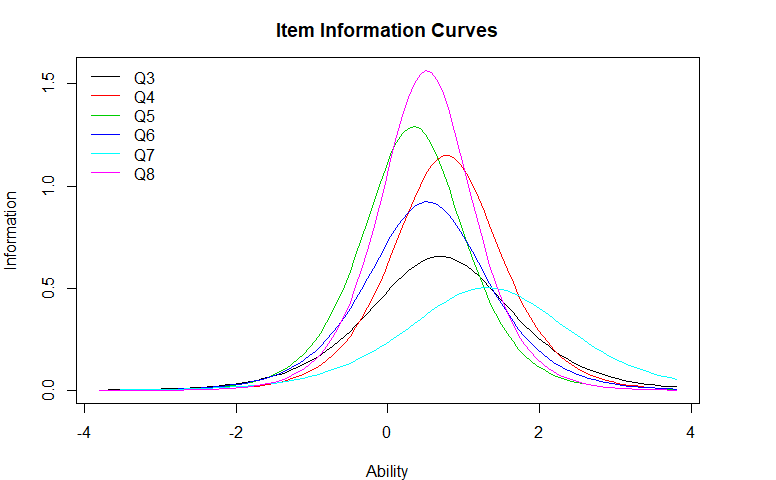 Item Information Curves
Q3
Q4
Q5
Q6
Q7
Q8
Information
0.0
0.5
1.0
1.5
-4
-2
0
2
4
Ability